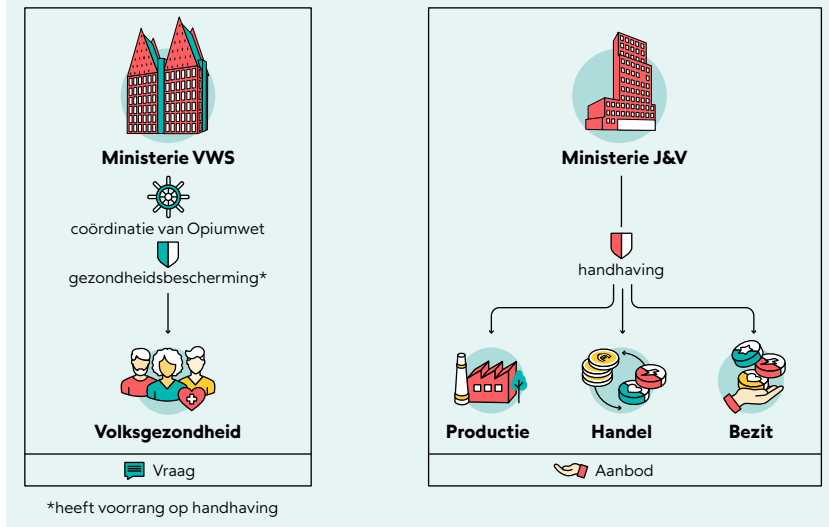 Ministerie VWS
coördinatie van Opiumwet
gezondheidsbescherming*
Volksgezondheid
Vraag
*heeft voorrang op handhaving
Ministerie J&V
handhaving
Productie
Handel
Bezit
Aanbod